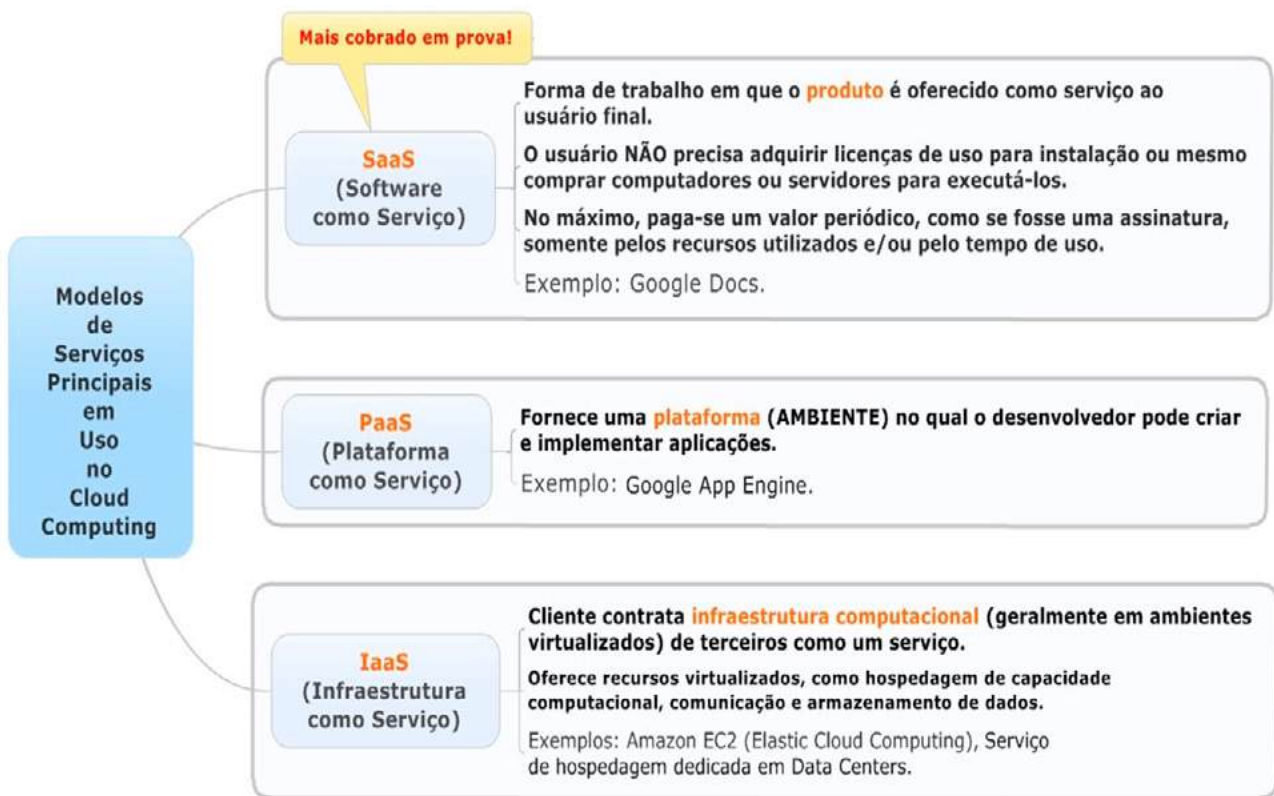 Mais cobrado em prova!
SaaS
(Software
como Serviço)
Forma de trabalho em que o produto é oferecido como serviço ao
usuário final.
O usuário NÃO precisa adquirir licenças de uso para instalação ou mesmo
comprar computadores ou servidores para executá-los.
No máximo, paga-se um valor periódico, como se fosse uma assinatura,
somente pelos recursos utilizados e/ou pelo tempo de uso.
Exemplo: Google Docs.
Modelos
de
Serviços
Principais
em
Uso
no
Cloud
Computing
PaaS
(Plataforma
como Serviço)
Fornece uma plataforma (AMBIENTE) no qual o desenvolvedor pode criar
e implementar aplicações.
Exemplo: Google App Engine.
IaaS
(Infraestrutura
como Serviço)
Cliente contrata infraestrutura computacional (geralmente em ambientes
virtualizados) de terceiros como um serviço.
Oferece recursos virtualizados, como hospedagem de capacidade
computacional, comunicação e armazenamento de dados.
Exemplos: Amazon EC2 (Elastic Cloud Computing), Serviço
de hospedagem dedicada em Data Centers.